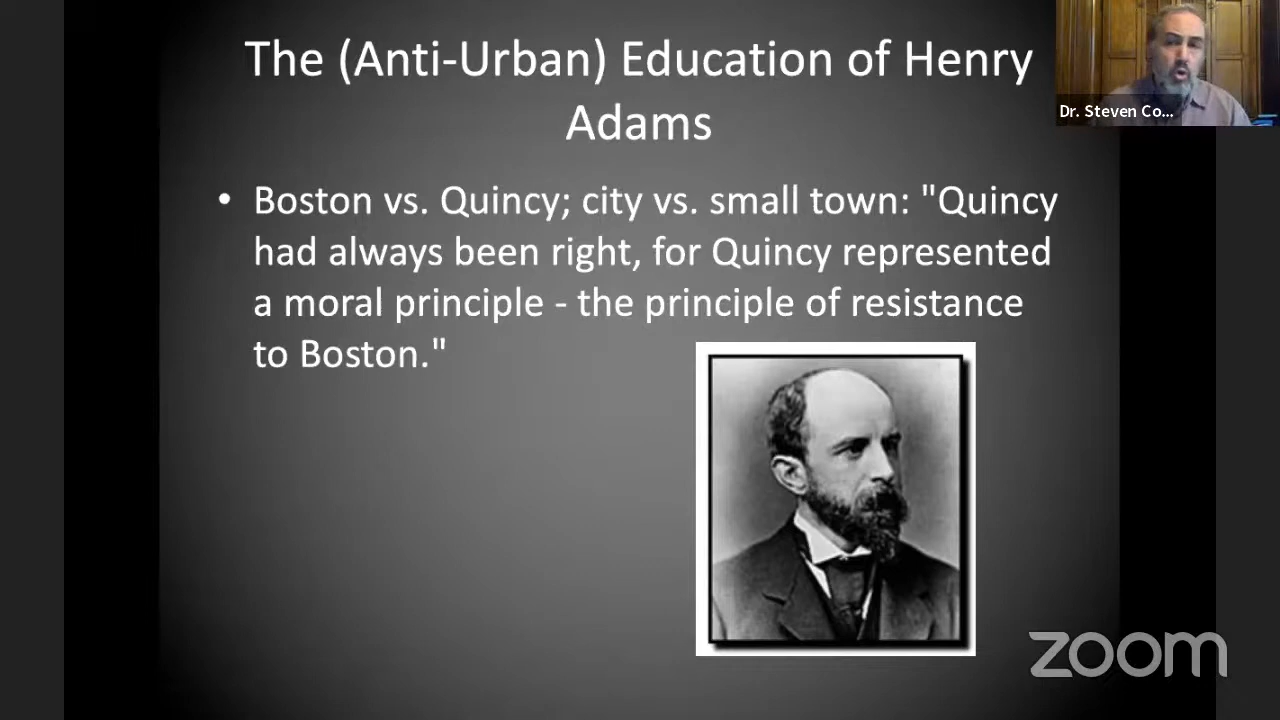 The (Anti-Urban) Education of Henry
Adams
Dr. Steven Co...
• Boston vs. Quincy; city vs. small town: "Quincy
had always been right, for Quincy represented
a moral principle - the principle of resistance
to Boston."
zoom